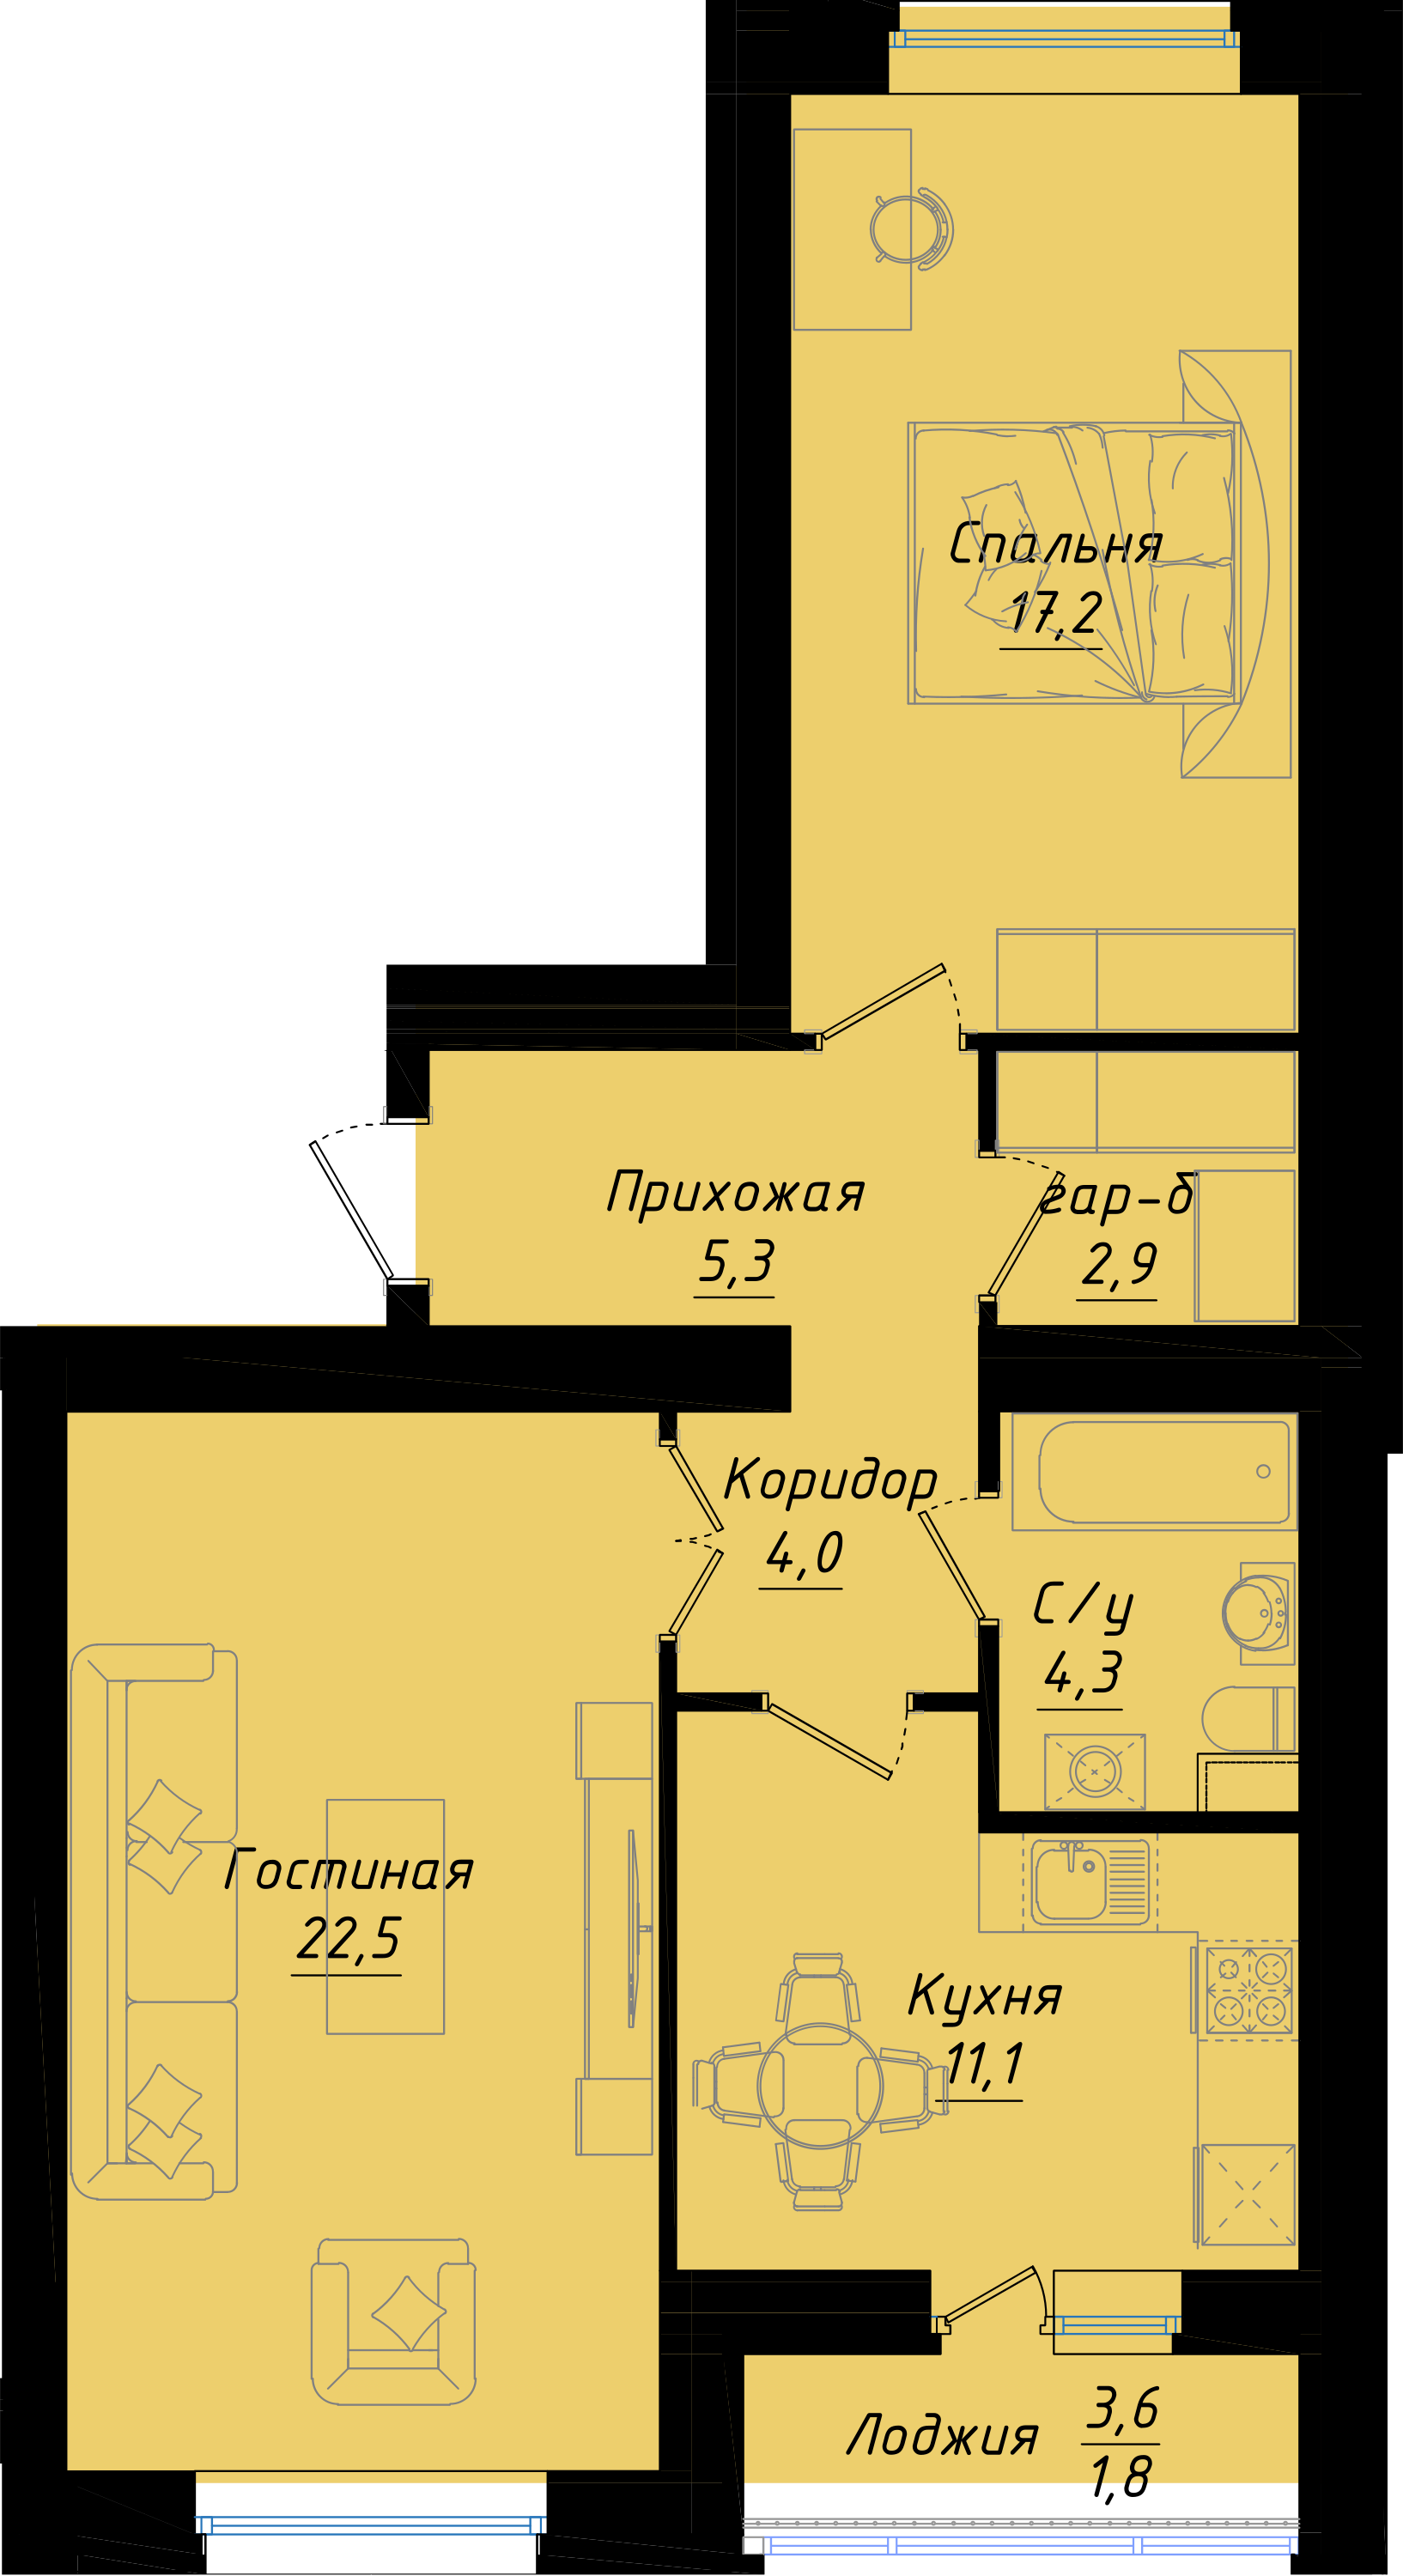 Спальня
17,2
Прихожая
5,3
гар-б
2,9
Коридор
4,0
С/у
4,3
Гостиная
22,5
Кухня
11,1
Лоджия
3,6
1,8